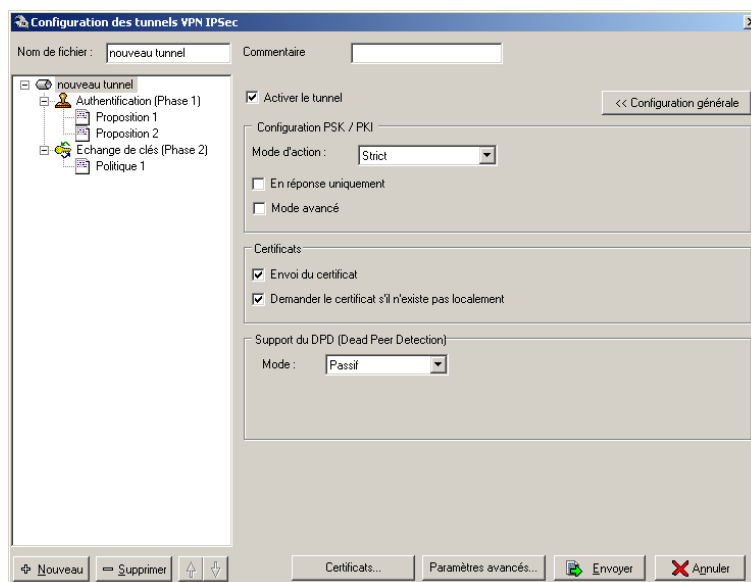 Configuration des tunnels VPN IPSec
Nom de fichier : nouveau tunnel Commentaire
nouveau tunnel
Authentification (Phase 1)
Proposition 1
Proposition 2
Echange de clés (Phase 2)
Politique 1
Activer le tunnel
<< Configuration générale
Configuration PSK / PKI
Mode d'action : Strict
En réponse uniquement
Mode avancé
Certificats
Envoi du certificat
Demander le certificat s'il n'existe pas localement
Support du DPD (Dead Peer Detection)
Mode : Passif
Nouveau Supprimer Certificats... Paramètres avancés... Envoyer Annuler